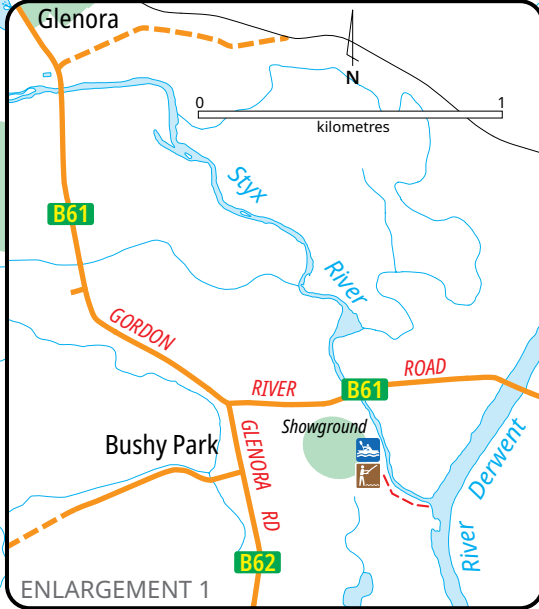 Glenora
N
0 1
kilometres
Styx
River
B61
GORDON
RIVER
B61
ROAD
Showground
Bushy Park
GLENORA
RD
River Derwent
B62
ENLARGEMENT 1